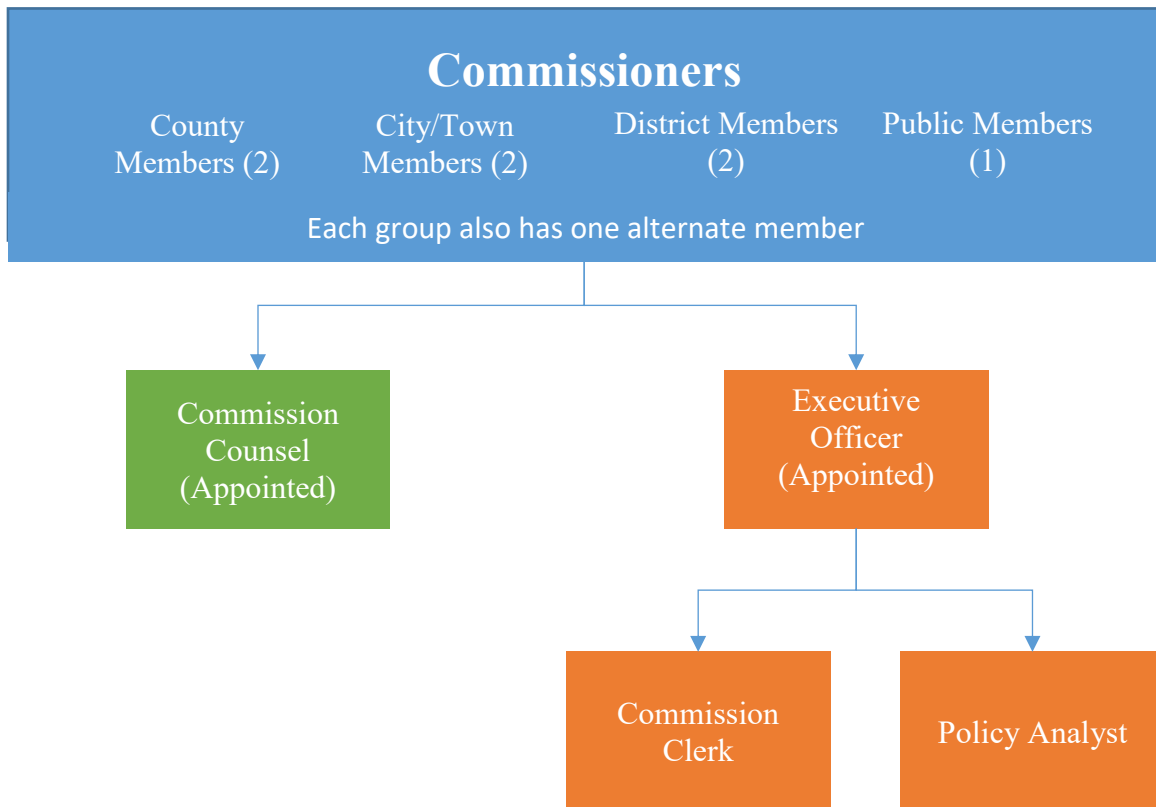 Commissioners
County
Members (2)
City/Town
Members (2)
District Members
(2)
Public Members
(1)
Each group also has one alternate member
Commission
Counsel
(Appointed)
Executive
Officer
(Appointed)
Commission
Clerk
Policy Analyst